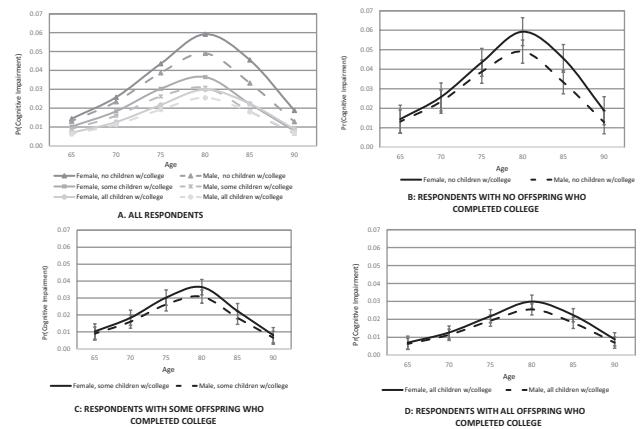 0.07
0.06
0.05
0.04
0.03
0.02
0.01
0.00
Pr(Cognitive Impairment)
65 70 75 80 85 90
Age
Female, no children w/college Male, no children w/college
Female, some children w/college Male, some children w/college
Female, all children w/college Male, all children w/college
A. ALL RESPONDENTS
0.07
0.06
0.05
0.04
0.03
0.02
0.01
0.00
Pr(Cognitive Impairment)
65 70 75 80 85 90
Age
Female, no children w/college Male, no children w/college
B: RESPONDENTS WITH NO OFFSPRING WHO
COMPLETED COLLEGE
0.07
0.06
0.05
0.04
0.03
0.02
0.01
0.00
Pr(Cognitive Impairment)
65 70 75 80 85 90
Age
Female, some children w/college Male, some children w/college
C: RESPONDENTS WITH SOME OFFSPRING WHO
COMPLETED COLLEGE
0.07
0.06
0.05
0.04
0.03
0.02
0.01
0.00
Pr(Cognitive Impairment)
65 70 75 80 85 90
Age
Female, all children w/college Male, all children w/college
D: RESPONDENTS WITH ALL OFFSPRING WHO
COMPLETED COLLEGE